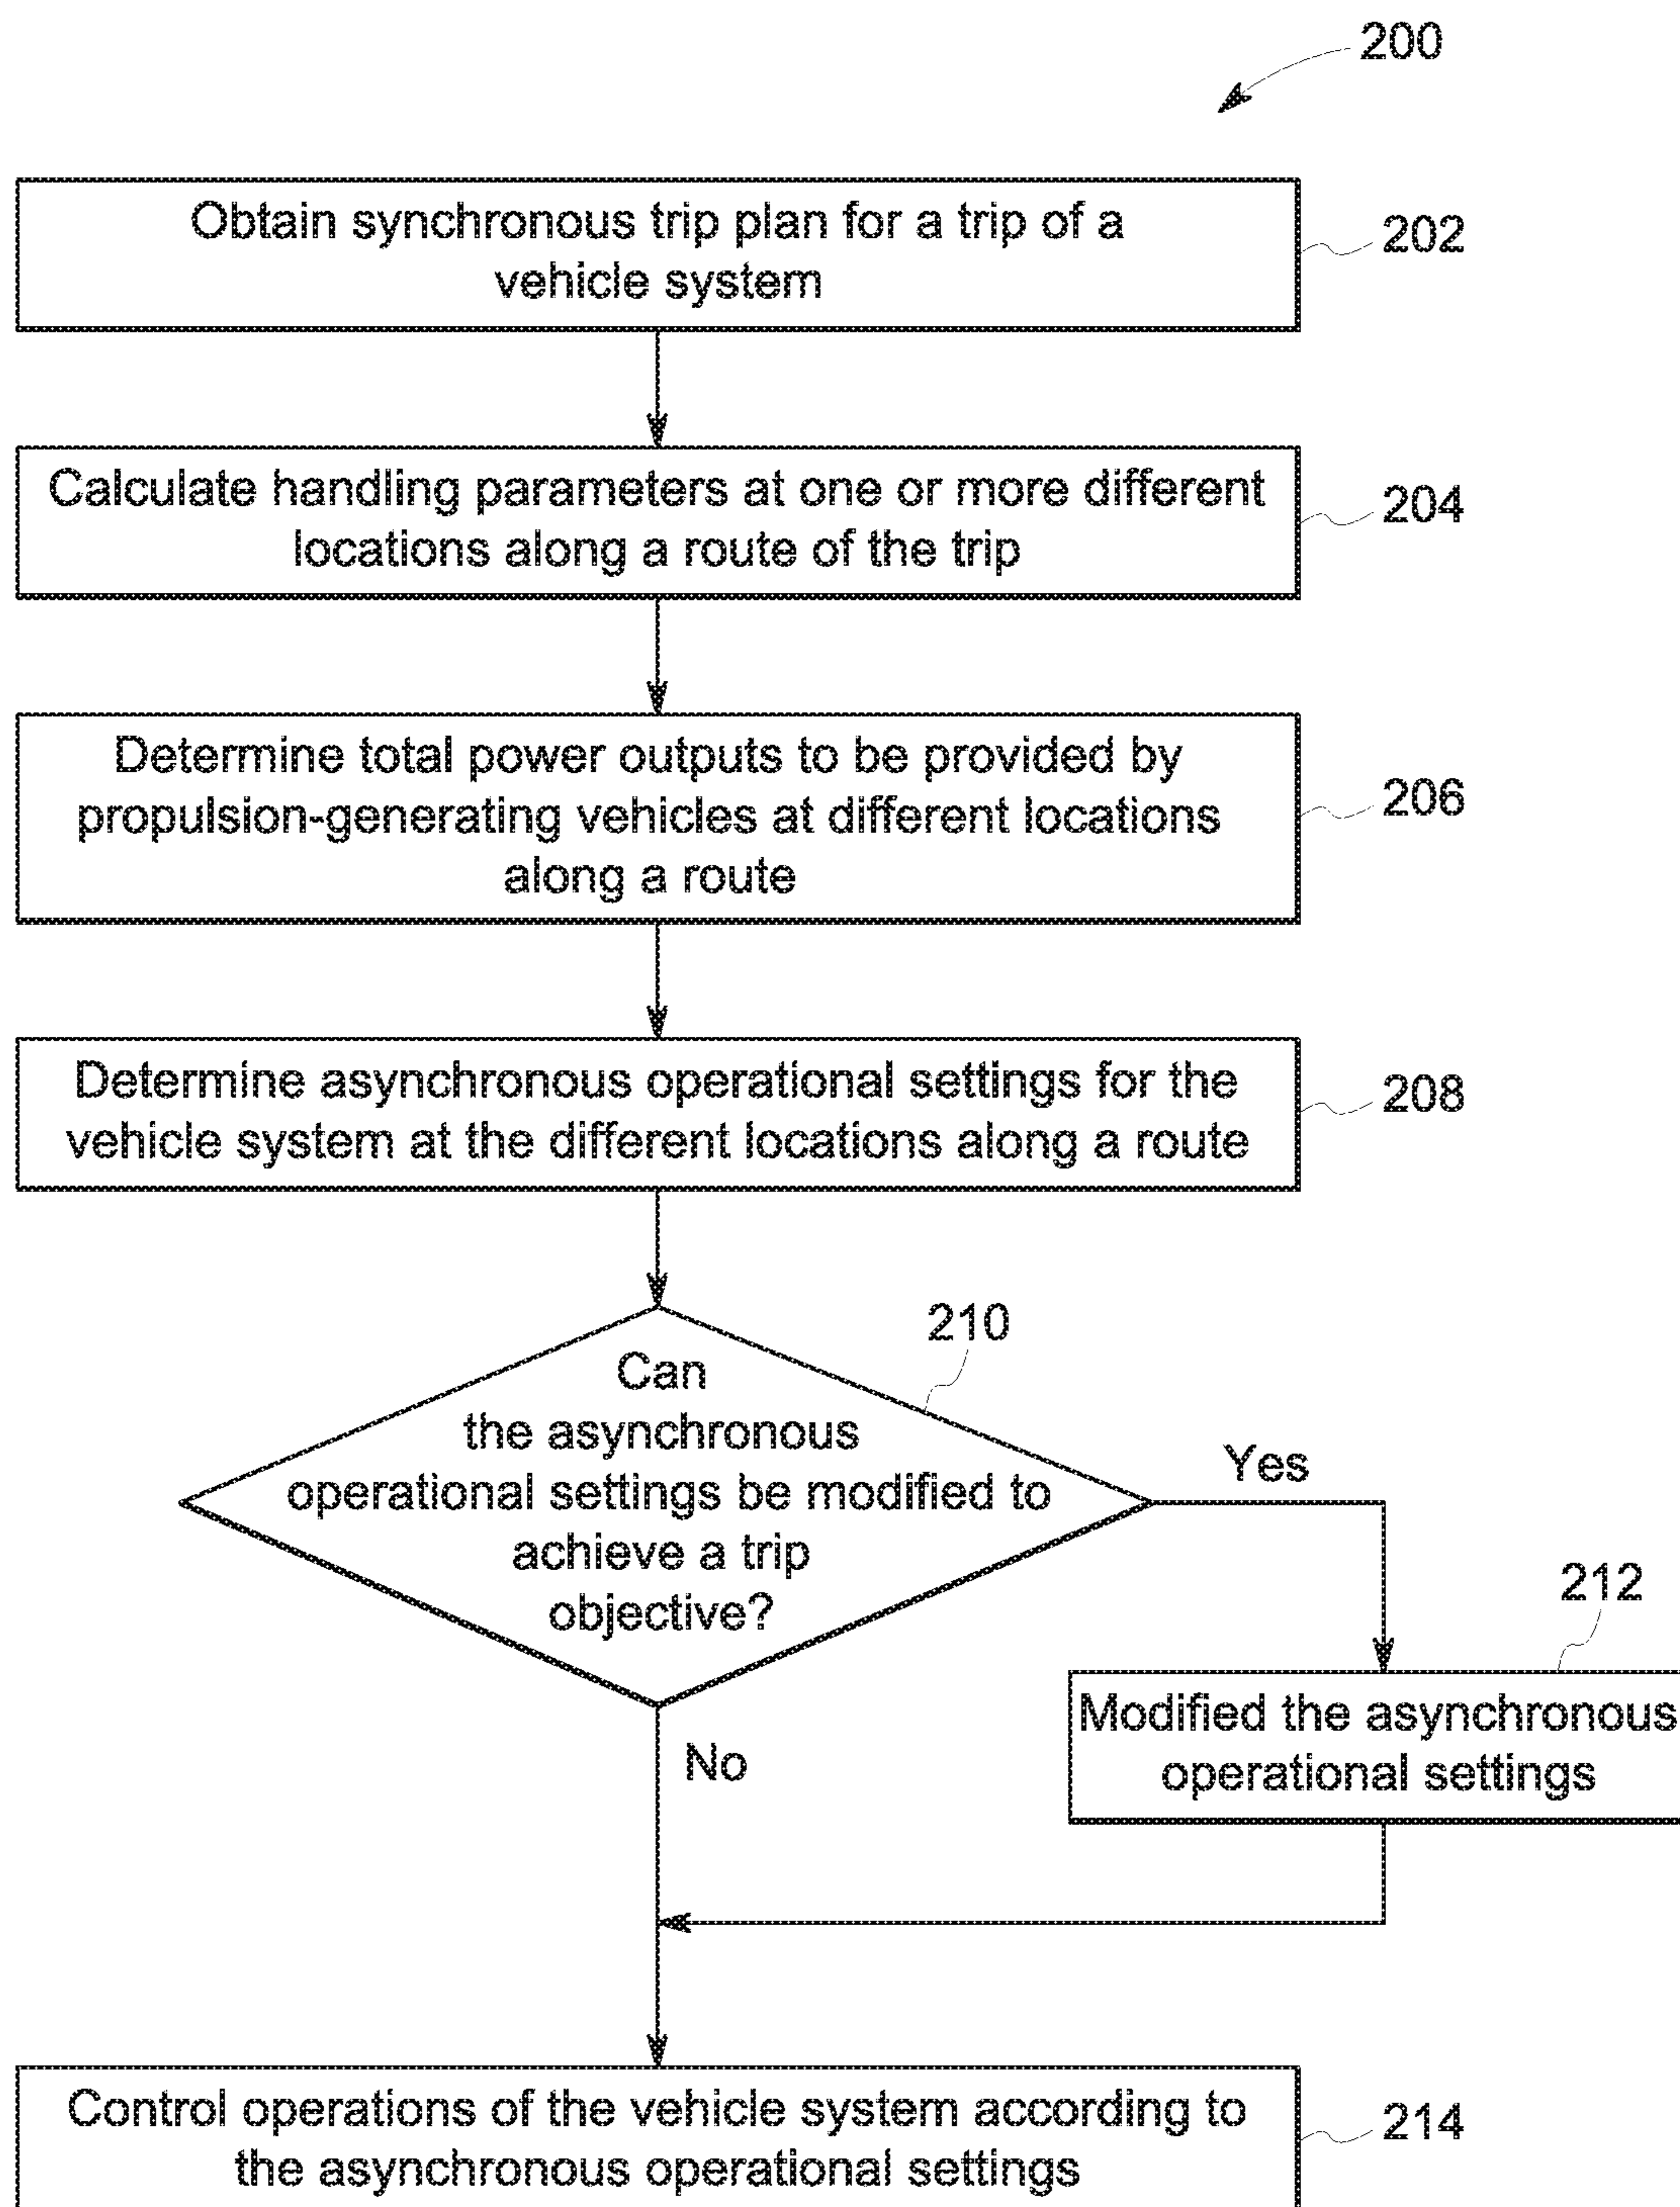 200
Obtain synchronous trip plan for a trip of a
vehicle system
202
Calculate handling parameters at one or more different
locations along a route of the trip
204
Determine total power outputs to be provided by
propulsion-generating vehicles at different locations
along a route
206
Determine asynchronous operational settings for the
vehicle system at the different locations along a route
208
210
Can
the asynchronous
operational settings be modified to
achieve a trip
objective?
Yes
212
Modified the asynchronous
operational settings
No
Control operations of the vehicle system according to
the asynchronous operational settings
214